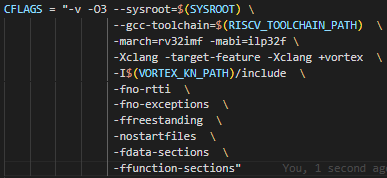 CFLAGS = "-v -O3 --sysroot=$(SYSROOT) \
--gcc-toolchain=$(RISCV_TOOLCHAIN_PATH) \
-march=rv32imf -mabi=ilp32f \
-Xclang -target-feature -Xclang +vortex \
-I$(VORTEX_KN_PATH)/include \
-fno-rtti \
-fno-exceptions \
-ffreestanding \
-nostartfiles \
-fdata-sections \
-ffunction-sections" You, 1 second ag